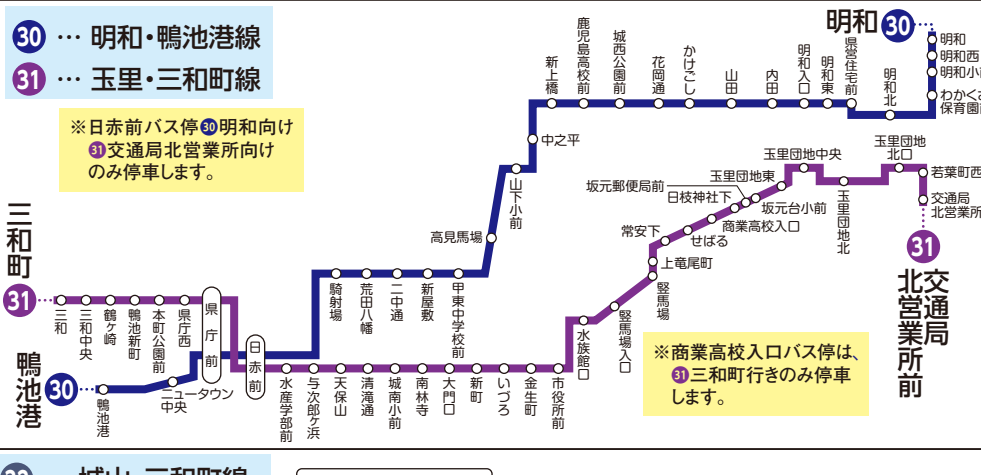 30 … 明和・鴨池港線
31 … 玉里・三和町線
※日赤前バス停30明和向け
31交通局北営業所向け
のみ停車します。
明和30
明和
明和西
明和小前
わかくさ
保育園前
明和北
県営住宅前
明和東
明和入口
内田
山田
かけごし
花岡通
城西公園前
鹿児島高校前
新上橋
中之平
山下小前
高見馬場
甲東中学校前
新屋敷
二中通
荒田八幡
騎射場
日赤前
県庁前
ニュータウン
中央
鴨池港
鴨池港
30
三和町
31
三和
三和中央
鶴ヶ崎
鴨池新町
本町公園前
県庁西
水産学部前
与次郎ヶ浜
天保山
清滝通
城南小前
南林寺
大門口
新町
いづろ
金生町
市役所前
水族館口
竪馬場入口
竪馬場
上竜尾町
常安下
せばる
商業高校入口
日枝神社下
坂元郵便局前
坂元台小前
玉里団地東
玉里団地中央
玉里団地北
玉里団地
北口
若葉町西
交通局
北営業所
31
交通局
北営業所前
※商業高校入口バス停は、
31三和町行きのみ停車
します。